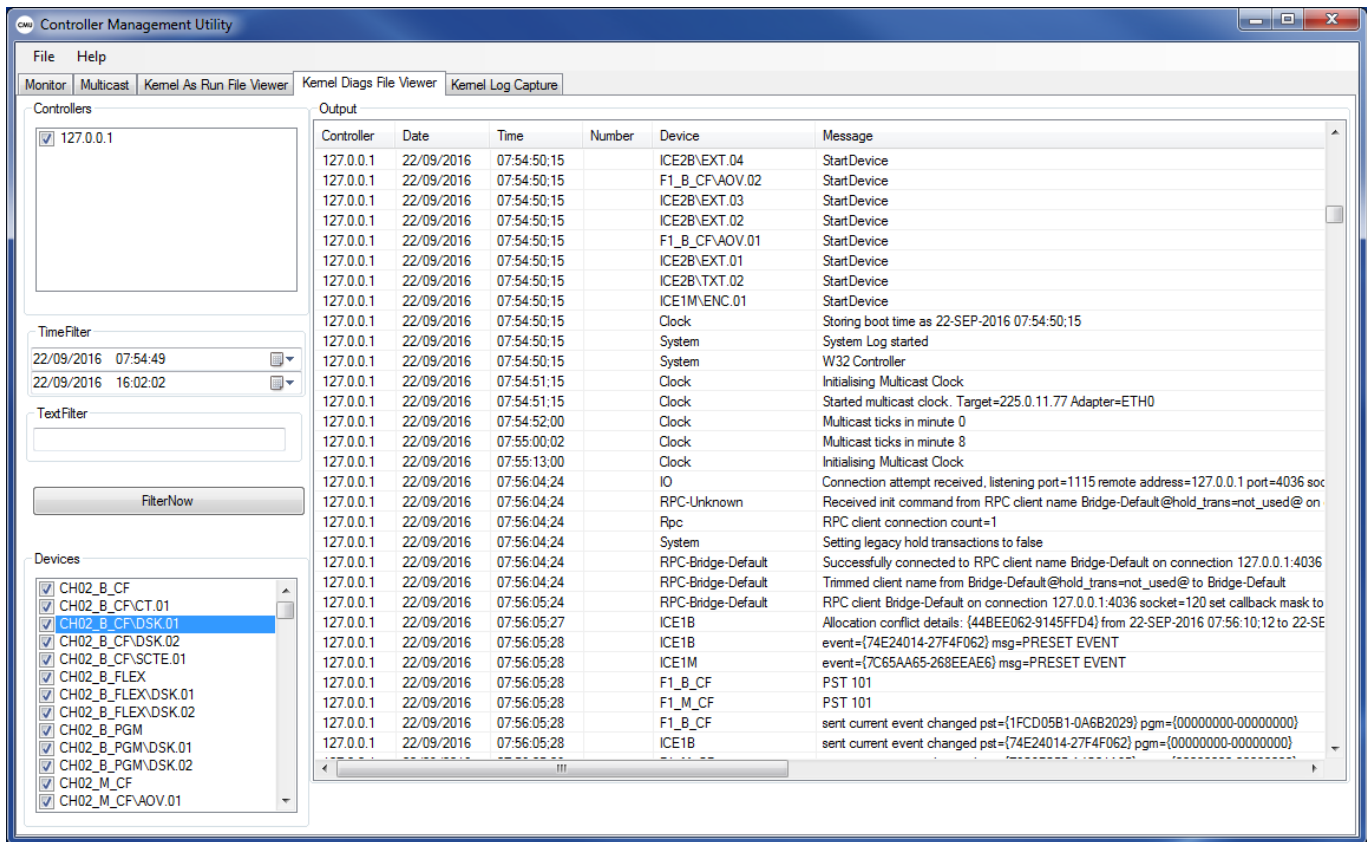 CMU Controller Management Utility
File Help
Monitor Multicast Kernel As Run File Viewer Kernel Diags File Viewer Kernel Log Capture
Controllers
127.0.0.1
TimeFilter
22/09/2016 07:54:49
22/09/2016 16:02:02
TextFilter
FilterNow
Devices
CH02_B_CF
CH02_B_CF\CT.01
CH02_B_CF\DSK.01
CH02_B_CF\DSK.02
CH02_B_CF\SCTE.01
CH02_B_FLEX
CH02_B_FLEX\DSK.01
CH02_B_FLEX\DSK.02
CH02_B_PGM
CH02_B_PGM\DSK.01
CH02_B_PGM\DSK.02
CH02_M_CF
CH02_M_CF\AOV.01
Output
Controller Date Time Number Device Message
127.0.0.1 22/09/2016 07:54:50;15 ICE2B\EXT.04 StartDevice
127.0.0.1 22/09/2016 07:54:50;15 F1_B_CF\AOV.02 StartDevice
127.0.0.1 22/09/2016 07:54:50;15 ICE2B\EXT.03 StartDevice
127.0.0.1 22/09/2016 07:54:50;15 ICE2B\EXT.02 StartDevice
127.0.0.1 22/09/2016 07:54:50;15 F1_B_CF\AOV.01 StartDevice
127.0.0.1 22/09/2016 07:54:50;15 ICE2B\EXT.01 StartDevice
127.0.0.1 22/09/2016 07:54:50;15 ICE2B\TXT.02 StartDevice
127.0.0.1 22/09/2016 07:54:50;15 ICE1M\ENC.01 StartDevice
127.0.0.1 22/09/2016 07:54:50;15 Clock Storing boot time as 22-SEP-2016 07:54:50;15
127.0.0.1 22/09/2016 07:54:50;15 System System Log started
127.0.0.1 22/09/2016 07:54:50;15 System W32 Controller
127.0.0.1 22/09/2016 07:54:51;15 Clock Initialising Multicast Clock
127.0.0.1 22/09/2016 07:54:51;15 Clock Started multicast clock. Target=225.0.11.77 Adapter=ETH0
127.0.0.1 22/09/2016 07:54:52;00 Clock Multicast ticks in minute 0
127.0.0.1 22/09/2016 07:55:00;02 Clock Multicast ticks in minute 8
127.0.0.1 22/09/2016 07:55:13;00 Clock Initialising Multicast Clock
127.0.0.1 22/09/2016 07:56:04;24 IO Connection attempt received, listening port=1115 remote address=127.0.0.1 port=4036 soc
127.0.0.1 22/09/2016 07:56:04;24 RPC-Unknown Received init command from RPC client name Bridge-Default@hold_trans=not_used@ on
127.0.0.1 22/09/2016 07:56:04;24 Rpc RPC client connection count=1
127.0.0.1 22/09/2016 07:56:04;24 System Setting legacy hold transactions to false
127.0.0.1 22/09/2016 07:56:04;24 RPC-Bridge-Default Successfully connected to RPC client name Bridge-Default on connection 127.0.0.1:4036
127.0.0.1 22/09/2016 07:56:04;24 RPC-Bridge-Default Trimmed client name from Bridge-Default@hold_trans=not_used@ to Bridge-Default
127.0.0.1 22/09/2016 07:56:05;24 RPC-Bridge-Default RPC client Bridge-Default on connection 127.0.0.1:4036 socket=120 set callback mask to
127.0.0.1 22/09/2016 07:56:05;27 ICE1B Allocation conflict details: {44BEE062-9145FFD4} from 22-SEP-2016 07:56:10;12 to 22-SE
127.0.0.1 22/09/2016 07:56:05;28 ICE1B event={74E24014-27F4F062} msg=PRESET EVENT
127.0.0.1 22/09/2016 07:56:05;28 ICE1M event={7C65AA65-268EEAE6} msg=PRESET EVENT
127.0.0.1 22/09/2016 07:56:05;28 F1_B_CF PST 101
127.0.0.1 22/09/2016 07:56:05;28 F1_M_CF PST 101
127.0.0.1 22/09/2016 07:56:05;28 F1_B_CF sent current event changed pst={1FCD05B1-0A6B2029} pgm={00000000-00000000}
127.0.0.1 22/09/2016 07:56:05;28 ICE1B sent current event changed pst={74E24014-27F4F062} pgm={00000000-00000000}